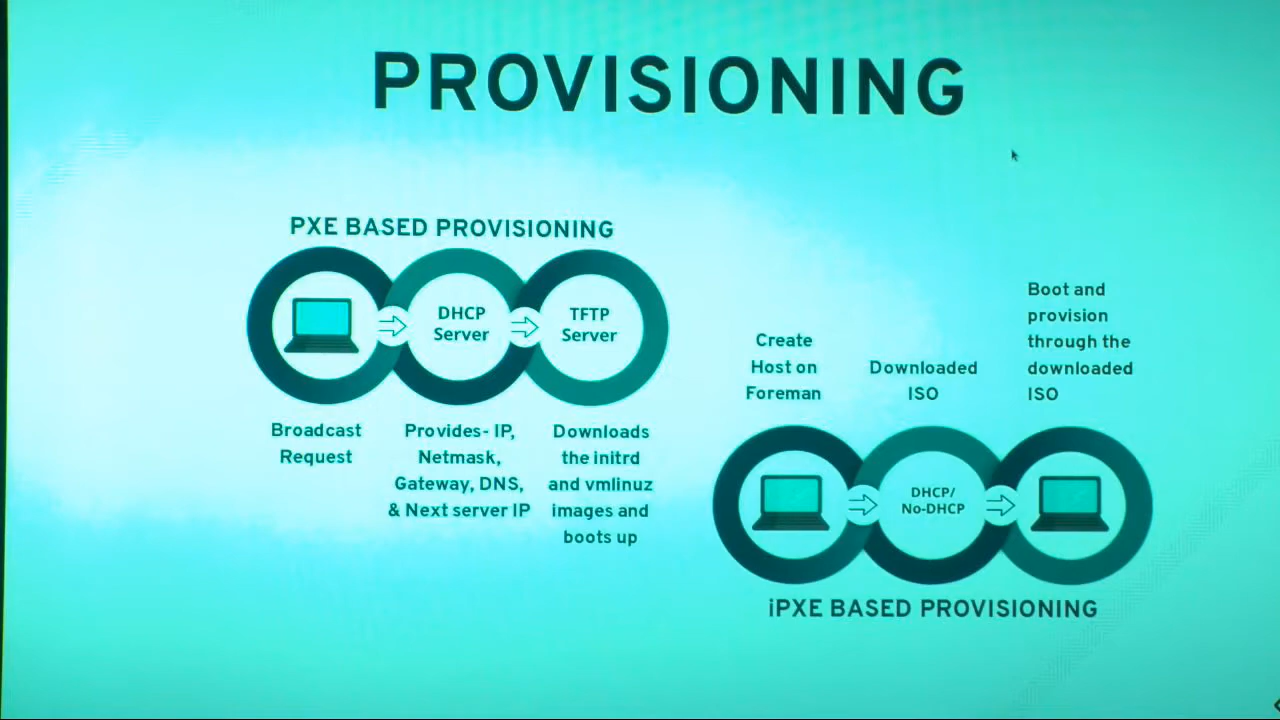 PROVISIONING
PXE BASED PROVISIONING
DHCP
Server
TFTP
Server
Broadcast
Request
Provides- IP,
Netmask,
Gateway, DNS,
& Next server IP
Downloads
the initrd
and vmlinuz
images and
boots up
Create
Host on
Foreman
Downloaded
ISO
Boot and
provision
through the
downloaded
ISO
DHCP/
No-DHCP
iPXE BASED PROVISIONING